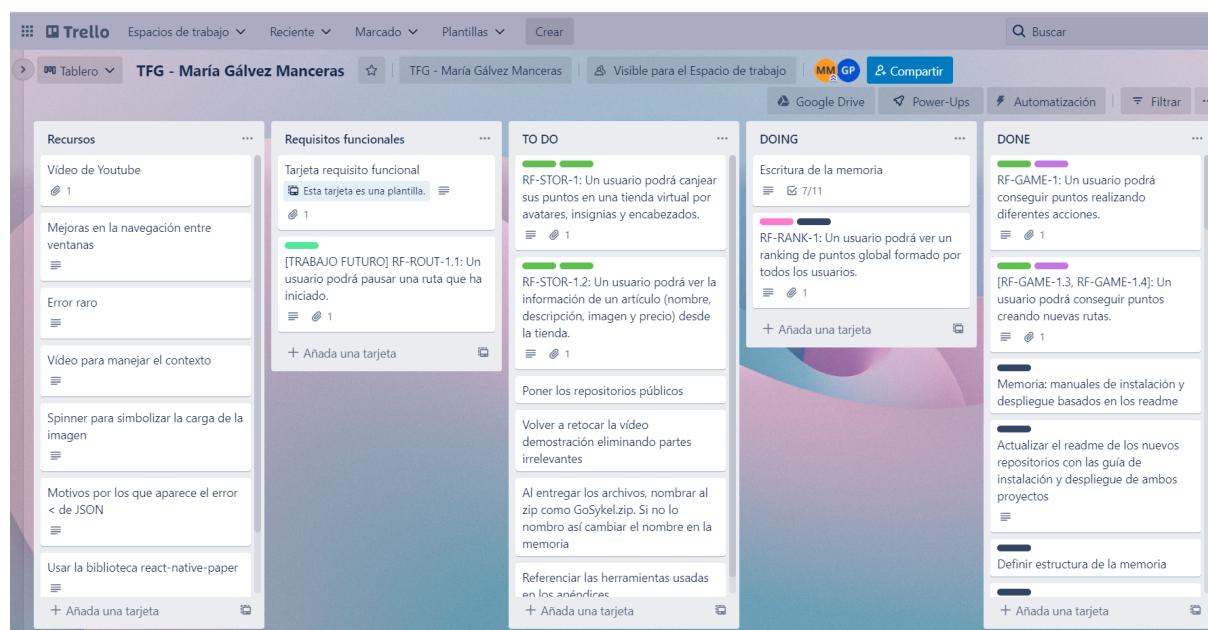 Trello
Espacios de trabajo
Reciente
Marcado
Plantillas
Crear
Buscar
Tablero
TFG - María Gálvez Manceras
TFG - María Gálvez Manceras
Visible para el Espacio de trabajo
MM
GP
Compartir
Google Drive
Power-Ups
Automatización
Filtrar
Recursos
Vídeo de Youtube
1
Mejoras en la navegación entre
ventanas
Error raro
Vídeo para manejar el contexto
Spinner para simbolizar la carga de la
imagen
Motivos por los que aparece el error
< de JSON
Usar la biblioteca react-native-paper
+ Añada una tarjeta
Requisitos funcionales
Tarjeta requisito funcional
Esta tarjeta es una plantilla.
1
[TRABAJO FUTURO] RF-ROUT-1.1: Un
usuario podrá pausar una ruta que ha
iniciado.
1
+ Añada una tarjeta
TO DO
RF-STOR-1: Un usuario podrá canjear
sus puntos en una tienda virtual por
avatares, insignias y encabezados.
1
RF-STOR-1.2: Un usuario podrá ver la
información de un artículo (nombre,
descripción, imagen y precio) desde
la tienda.
1
Poner los repositorios públicos
Volver a retocar la vídeo
demostración eliminando partes
irrelevantes
Al entregar los archivos, nombrar al
zip como GoSykel.zip. Si no lo
nombro así cambiar el nombre en la
memoria
Referenciar las herramientas usadas
en los apéndices
+ Añada una tarjeta
DOING
Escritura de la memoria
7/11
RF-RANK-1: Un usuario podrá ver un
ranking de puntos global formado por
todos los usuarios.
1
+ Añada una tarjeta
DONE
RF-GAME-1: Un usuario podrá
conseguir puntos realizando
diferentes acciones.
1
[RF-GAME-1.3, RF-GAME-1.4]: Un
usuario podrá conseguir puntos
creando nuevas rutas.
1
Memoria: manuales de instalación y
despliegue basados en los readme
Actualizar el readme de los nuevos
repositorios con las guía de
instalación y despliegue de ambos
proyectos
Definir estructura de la memoria
+ Añada una tarjeta